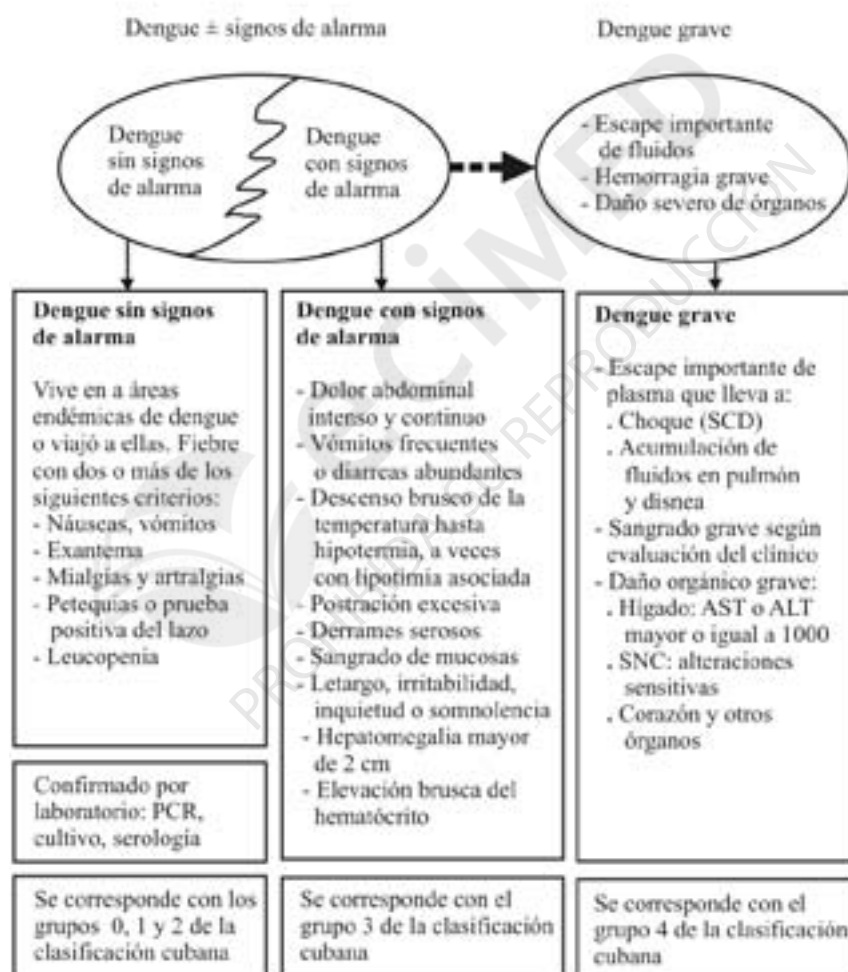 Dengue ± signos de alarma
Dengue grave
Dengue
sin signos
de alarma
Dengue
con signos
de alarma
- Escape importante
de fluidos
- Hemorragia grave
- Daño severo de órganos
Dengue sin signos
de alarma
Vive en a áreas
endémicas de dengue
o viajó a ellas. Fiebre
con dos o más de los
siguientes criterios:
- Náuseas, vómitos
- Exantema
- Mialgias y artralgias
- Petequias o prueba
positiva del lazo
- Leucopenia
Confirmado por
laboratorio: PCR,
cultivo, serología
Se corresponde con los
grupos 0, 1 y 2 de la
clasificación cubana
Dengue con signos
de alarma
- Dolor abdominal
intenso y continuo
- Vómitos frecuentes
o diarreas abundantes
- Descenso brusco de la
temperatura hasta
hipotermia, a veces
con lipotimia asociada
- Postración excesiva
- Derrames serosos
- Sangrado de mucosas
- Letargo, irritabilidad,
inquietud o somnolencia
- Hepatomegalia mayor
de 2 cm
- Elevación brusca del
hematócrito
Se corresponde con el
grupo 3 de la clasificación
cubana
Dengue grave
- Escape importante de
plasma que lleva a:
. Choque (SCD)
. Acumulación de
fluidos en pulmón
y disnea
- Sangrado grave según
evaluación del clínico
- Daño orgánico grave:
. Hígado: AST o ALT
mayor o igual a 1000
. SNC: alteraciones
sensitivas
. Corazón y otros
órganos
Se corresponde con el
grupo 4 de la clasificación
cubana
ECIMED
PROHIBIDA SU REPRODUCCIÓN